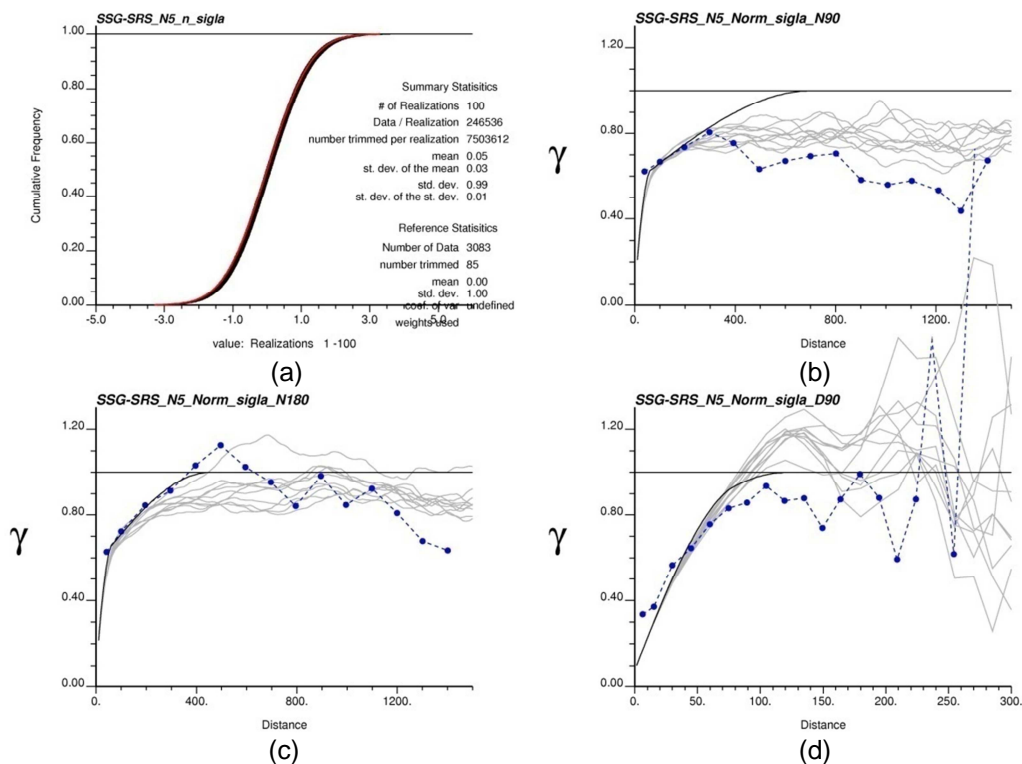 SSG-SRS_N5_n_sigla
1.00
0.80
0.60
0.40
0.20
0.00
Cumulative Frequency
-5.0 -3.0 -1.0 1.0 3.0 5.0
value: Realizations 1 -100
Summary Statisitics
# of Realizations 100
Data / Realization 246536
number trimmed per realization 7503612
mean 0.05
st. dev. of the mean 0.03
std. dev. 0.99
st. dev. of the st. dev. 0.01
Reference Statistics
Number of Data 3083
number trimmed 85
mean 0.00
std. dev. 1.00
coef. of var undefined
weights used
(a)
SSG-SRS_N5_Norm_sigla_N90
γ
1.20
0.80
0.40
0.00
0. 400. 800. 1200.
Distance
(b)
SSG-SRS_N5_Norm_sigla_N180
γ
1.20
0.80
0.40
0.00
0. 400. 800. 1200.
Distance
(c)
SSG-SRS_N5_Norm_sigla_D90
γ
1.20
0.80
0.40
0.00
0. 50. 100. 150. 200. 250. 300.
Distance
(d)